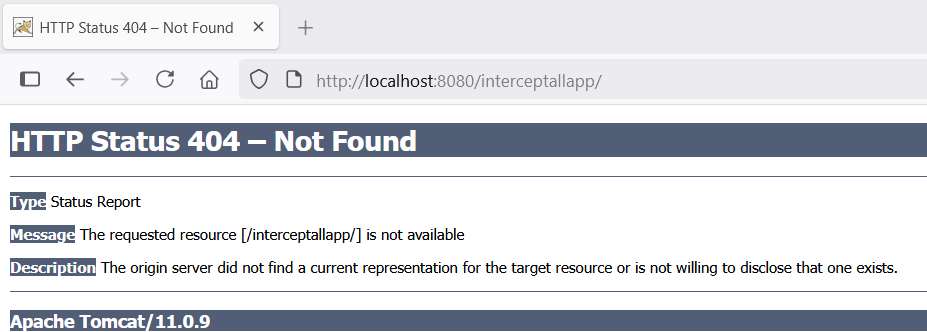 HTTP Status 404 – Not Found
http://localhost:8080/interceptallapp/
HTTP Status 404 – Not Found
Type Status Report
Message The requested resource [/interceptallapp/] is not available
Description The origin server did not find a current representation for the target resource or is not willing to disclose that one exists.
Apache Tomcat/11.0.9